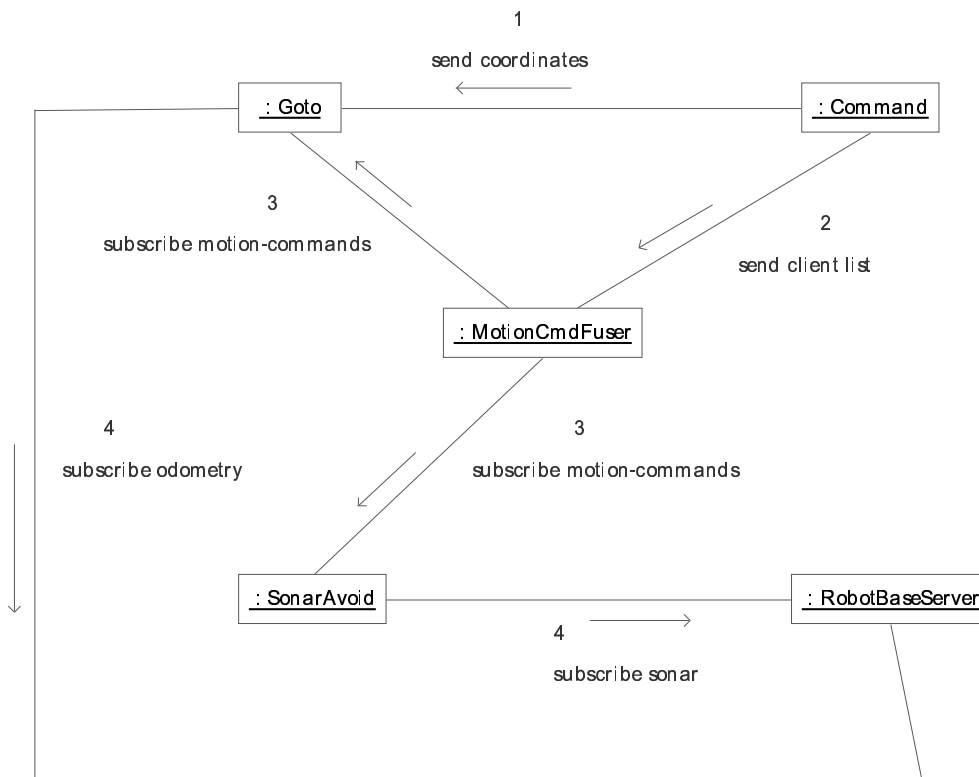 1
send coordinates
: Goto
: Command
3
subscribe motion-commands
2
send client list
: MotionCmdFuser
4
subscribe odometry
3
subscribe motion-commands
: SonarAvoid
: RobotBaseServer
4
subscribe sonar